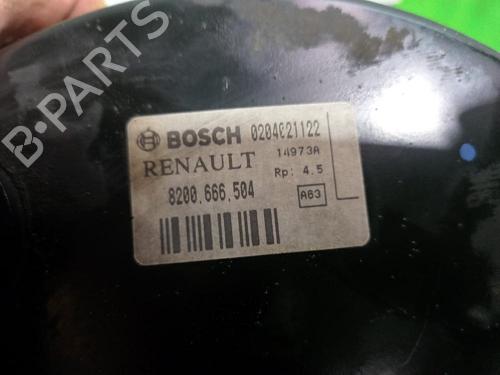 BOSCH 0204021122
RENAULT 14973A
Rp: 4.5
8200.666.504 A63
B-PARTS